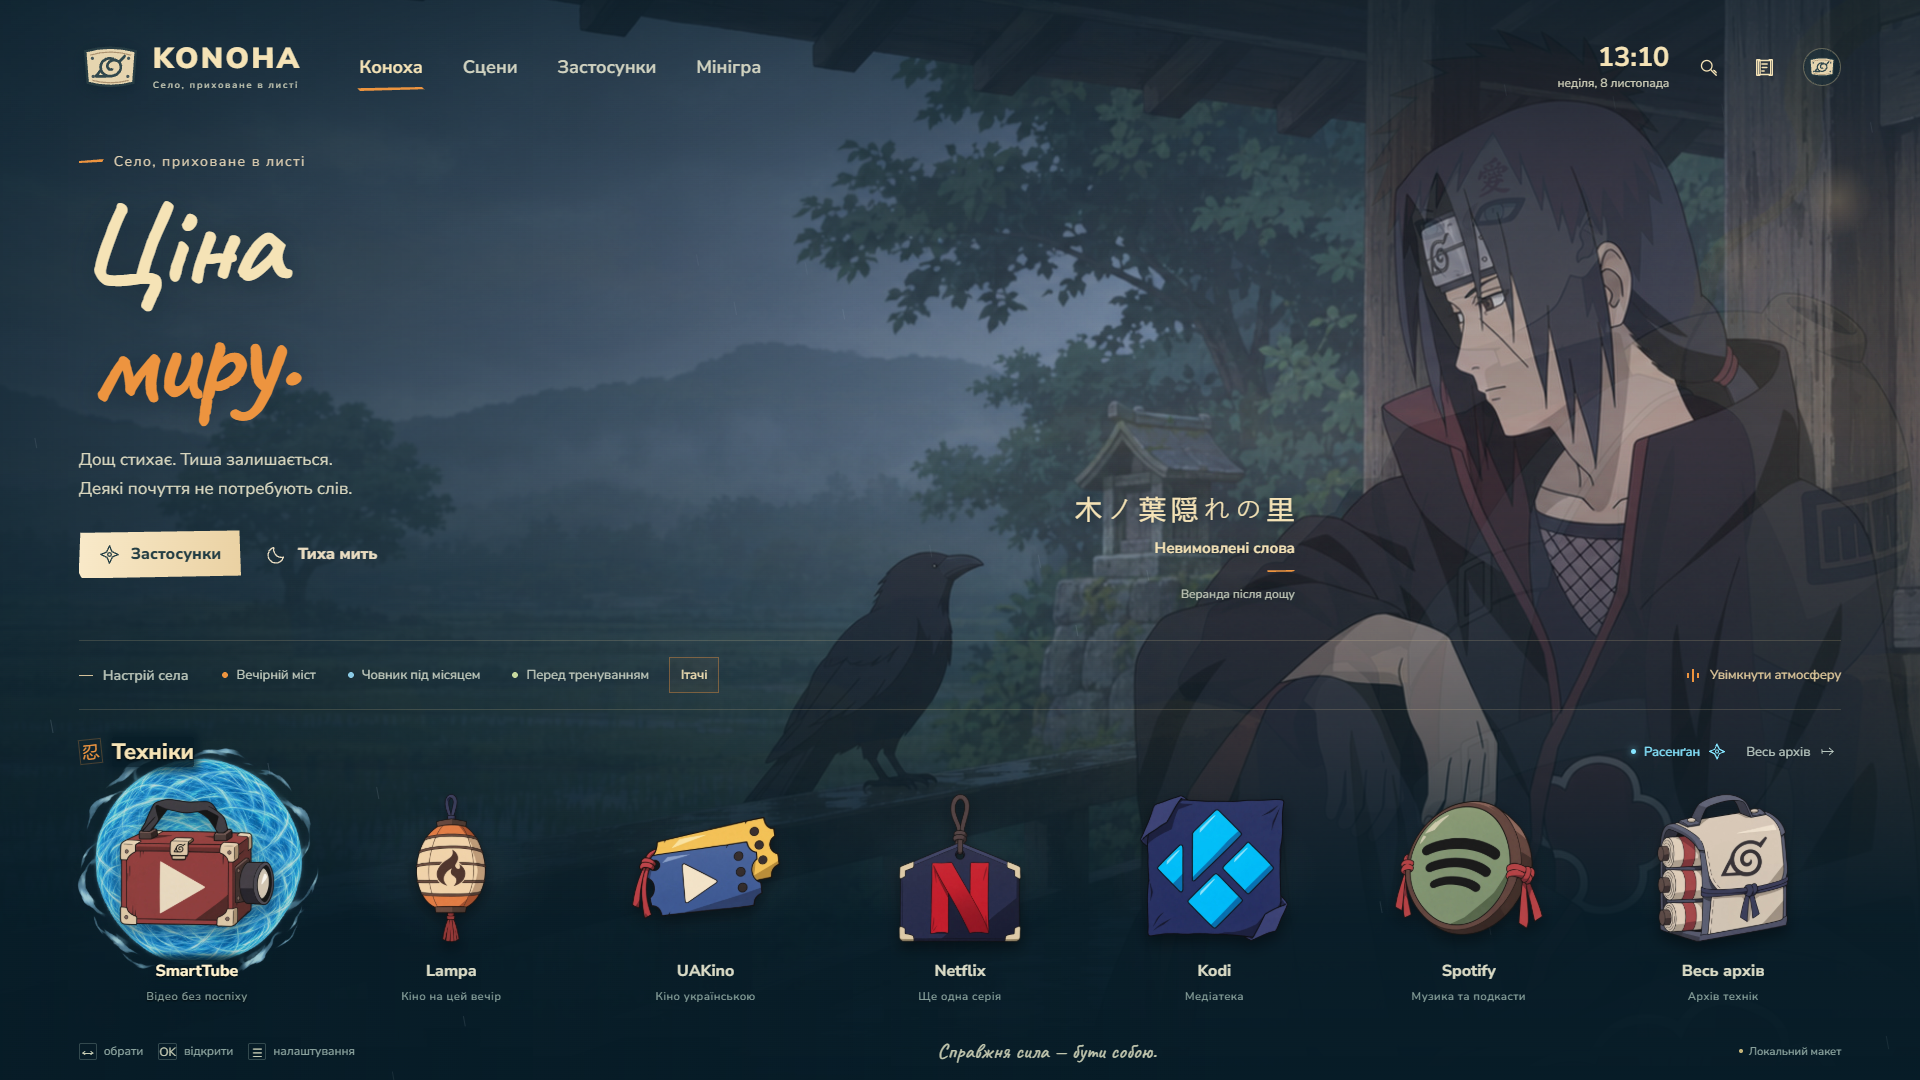 KONOHA
Село, приховане в листі
Коноха
Сцени
Застосунки
Мінігра
13:10
неділя, 8 листопада
Село, приховане в листі
Ціна
миру.
Дощ стихає. Тиша залишається.
Деякі почуття не потребують слів.
Застосунки
Тиха мить
木ノ葉隠れの里
Невимовлені слова
Веранда після дощу
Настрій села
Вечірній міст
Човник під місяцем
Перед тренуванням
Ітачі
Увімкнути атмосферу
忍 Техніки
Расенґан
Весь архів
愛
N
SmartTube
Відео без поспіху
Lampa
Кіно на цей вечір
UAKino
Кіно українською
Netflix
Ще одна серія
Kodi
Медіатека
Spotify
Музика та подкасти
Весь архів
Архів технік
↔ обрати
OK відкрити
☰ налаштування
Справжня сила — бути собою.
Локальний макет